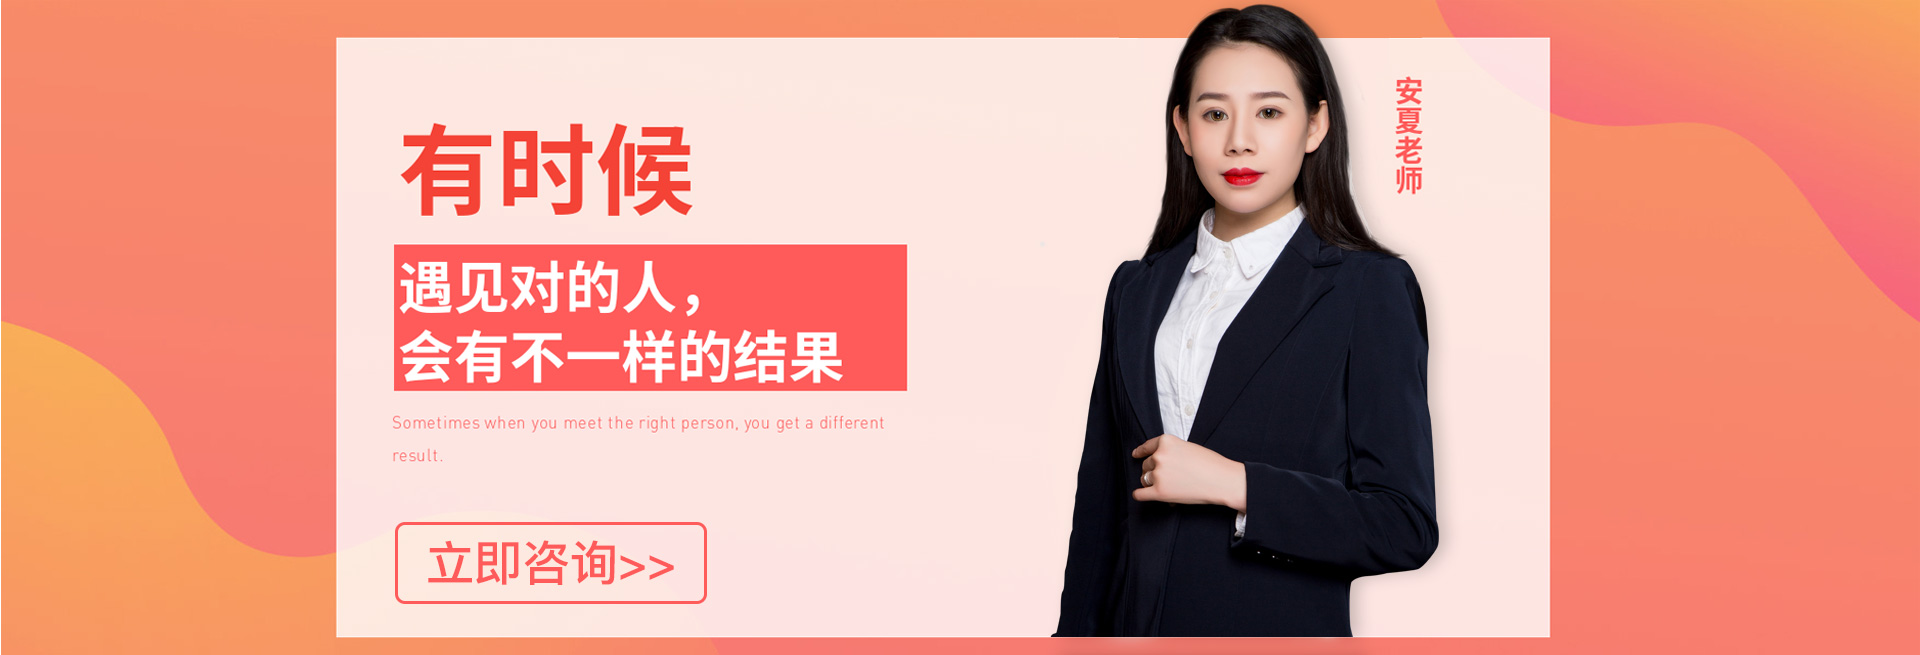 有时候
遇见对的人，
会有不一样的结果
Sometimes when you meet the right person, you get a different
result.
立即咨询>>
安夏老师